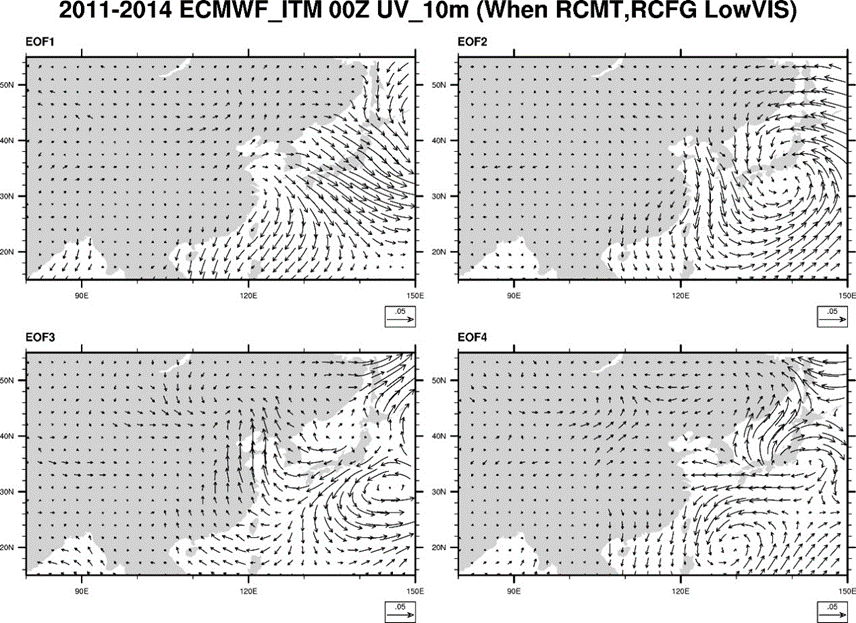 2011-2014 ECMWF_ITM 00Z UV_10m (When RCMT,RCFG LowVIS)
EOF1
50N
40N
30N
20N
90E 120E 150E
.05
EOF2
50N
40N
30N
20N
90E 120E 150E
.05
EOF3
50N
40N
30N
20N
90E 120E 150E
.05
EOF4
50N
40N
30N
20N
90E 120E 150E
.05